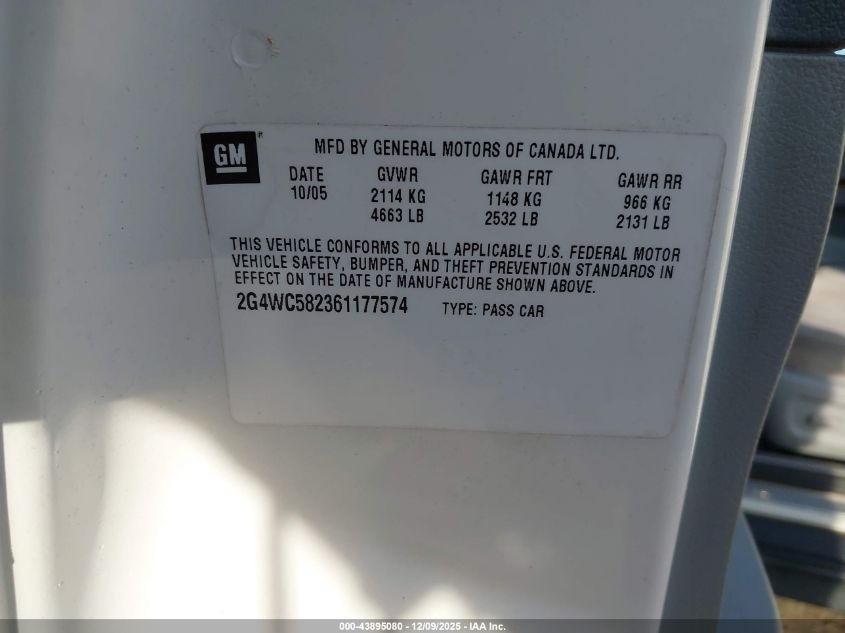 GM
MFD BY GENERAL MOTORS OF CANADA LTD.
DATE GVWR GAWR FRT GAWR RR
10/05 2114 KG 1148 KG 966 KG
4663 LB 2532 LB 2131 LB
THIS VEHICLE CONFORMS TO ALL APPLICABLE U.S. FEDERAL MOTOR
VEHICLE SAFETY, BUMPER, AND THEFT PREVENTION STANDARDS IN
EFFECT ON THE DATE OF MANUFACTURE SHOWN ABOVE.
2G4WC582361177574 TYPE: PASS CAR
000-43895080 - 12/09/2025 - IAA Inc.